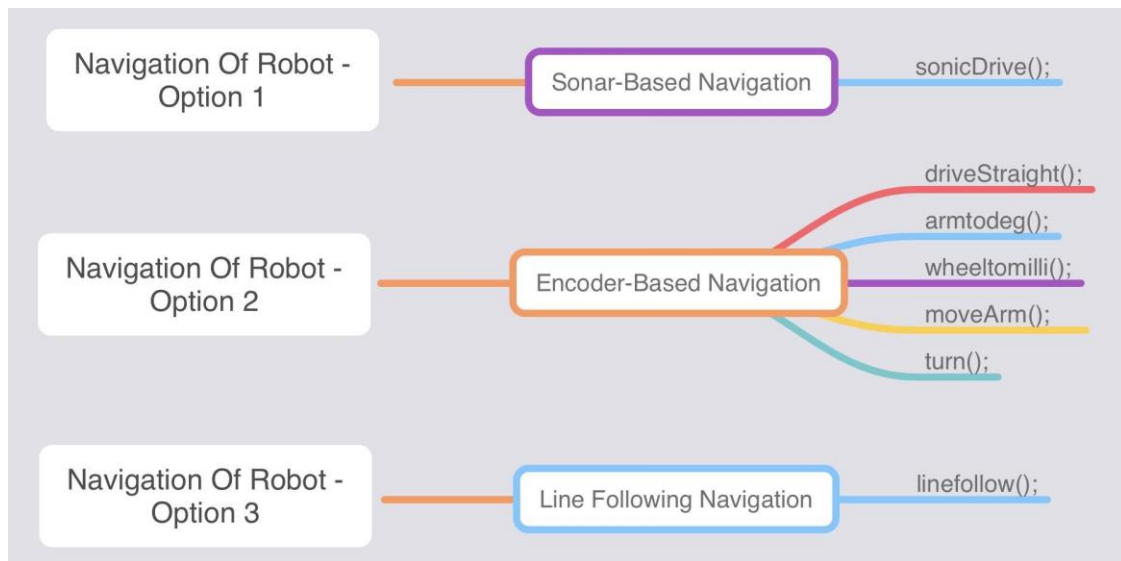 Navigation Of Robot -
Option 1
Sonar-Based Navigation
sonicDrive();
Navigation Of Robot -
Option 2
Encoder-Based Navigation
driveStraight();
armtodeg();
wheeltomilli();
moveArm();
turn();
Navigation Of Robot -
Option 3
Line Following Navigation
linefollow();